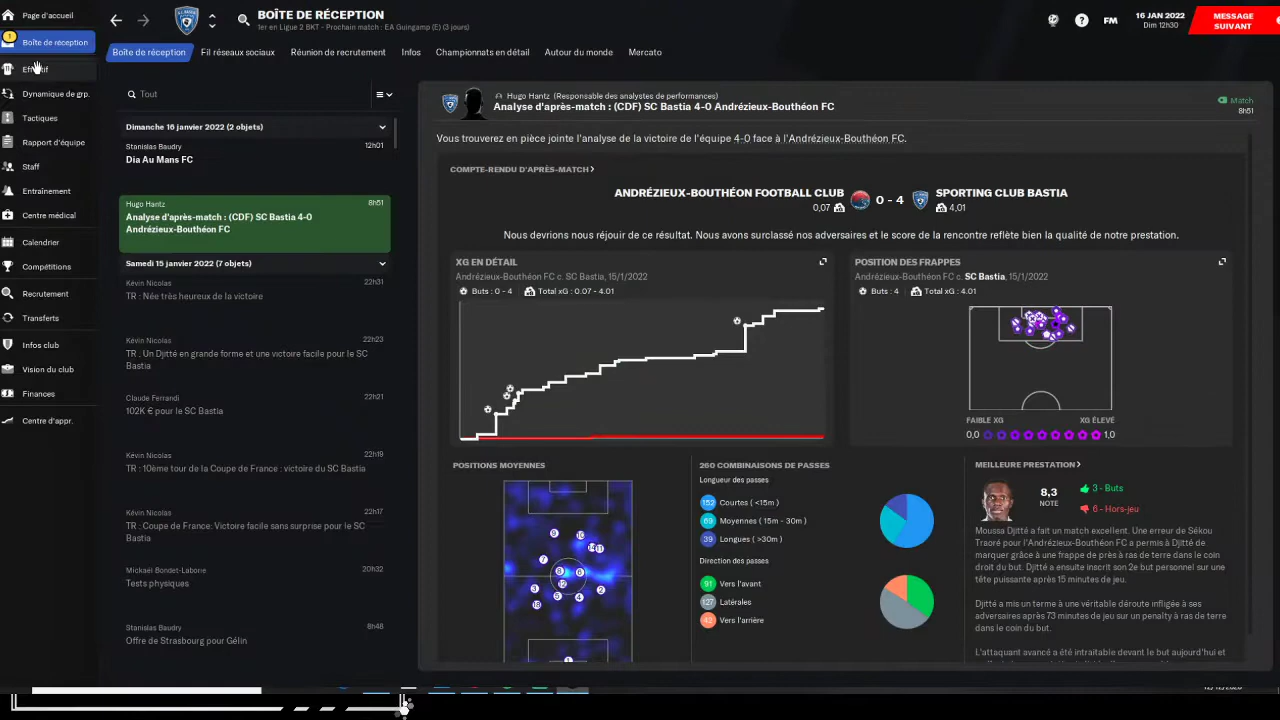 Page d'accueil
BOÎTE DE RÉCEPTION
1er en Ligue 2 BKT - Prochain match : EA Guingamp (E) (3 jours)
FM
16 JAN 2022
Dim 12h30
MESSAGE
SUIVANT
Boîte de réception
Effectif
Dynamique de grp.
Tactiques
Rapport d'équipe
Staff
Entraînement
Centre médical
Calendrier
Compétitions
Recrutement
Transferts
Infos club
Vision du club
Finances
Centre d'appr.
Boîte de réception
Fil réseaux sociaux
Réunion de recrutement
Infos
Championnats en détail
Autour du monde
Mercato
Tout
Dimanche 16 janvier 2022 (2 objets)
Stanislas Baudry
12h01
Dia Au Mans FC
Hugo Hantz
8h51
Analyse d'après-match : (CDF) SC Bastia 4-0
Andrézieux-Bouthéon FC
Samedi 15 janvier 2022 (7 objets)
Kévin Nicolas
22h31
TR : Née très heureux de la victoire
Kévin Nicolas
22h23
TR : Un Djitté en grande forme et une victoire facile pour le SC
Bastia
Claude Ferrandi
22h21
102K € pour le SC Bastia
Kévin Nicolas
22h19
TR : 10ème tour de la Coupe de France : victoire du SC Bastia
Kévin Nicolas
22h17
TR : Coupe de France: Victoire facile sans surprise pour le SC
Bastia
Mickaël Bondet-Laborie
20h32
Tests physiques
Stanislas Baudry
8h48
Offre de Strasbourg pour Gélin
Hugo Hantz (Responsable des analystes de performances)
Analyse d'après-match : (CDF) SC Bastia 4-0 Andrézieux-Bouthéon FC
Match
8h51
Vous trouverez en pièce jointe l'analyse de la victoire de l'équipe 4-0 face à l'Andrézieux-Bouthéon FC.
COMPTE-RENDU D'APRÈS-MATCH
ANDRÉZIEUX-BOUTHÉON FOOTBALL CLUB
0 - 4
SPORTING CLUB BASTIA
0,07
4,01
Nous devrions nous réjouir de ce résultat. Nous avons surclassé nos adversaires et le score de la rencontre reflète bien la qualité de notre prestation.
XG EN DÉTAIL
Andrézieux-Bouthéon FC c. SC Bastia, 15/1/2022
Buts : 0 - 4
Total xG : 0.07 - 4.01
POSITION DES FRAPPES
Andrézieux-Bouthéon FC c. SC Bastia, 15/1/2022
Buts : 4
Total xG : 4.01
FAIBLE XG
XG ÉLEVÉ
0,0
1,0
POSITIONS MOYENNES
9
10
14
11
7
8
6
12
3
2
5
4
18
1
260 COMBINAISONS DE PASSES
Longueur des passes
152 Courtes ( <15m )
69 Moyennes ( 15m - 30m )
39 Longues ( >30m )
Direction des passes
91 Vers l'avant
127 Latérales
42 Vers l'arrière
MEILLEURE PRESTATION
8,3
NOTE
3 - Buts
6 - Hors-jeu
Moussa Djitté a fait un match excellent. Une erreur de Sékou
Traoré pour l'Andrézieux-Bouthéon FC a permis à Djitté de
marquer grâce à une frappe de près à ras de terre dans le coin
droit du but. Djitté a ensuite inscrit son 2e but personnel sur une
tête puissante après 15 minutes de jeu.
Djitté a mis un terme à une véritable déroute infligée à ses
adversaires après 73 minutes de jeu sur un penalty à ras de terre
dans le coin du but.
L'attaquant avancé a été intraitable devant le but aujourd'hui et